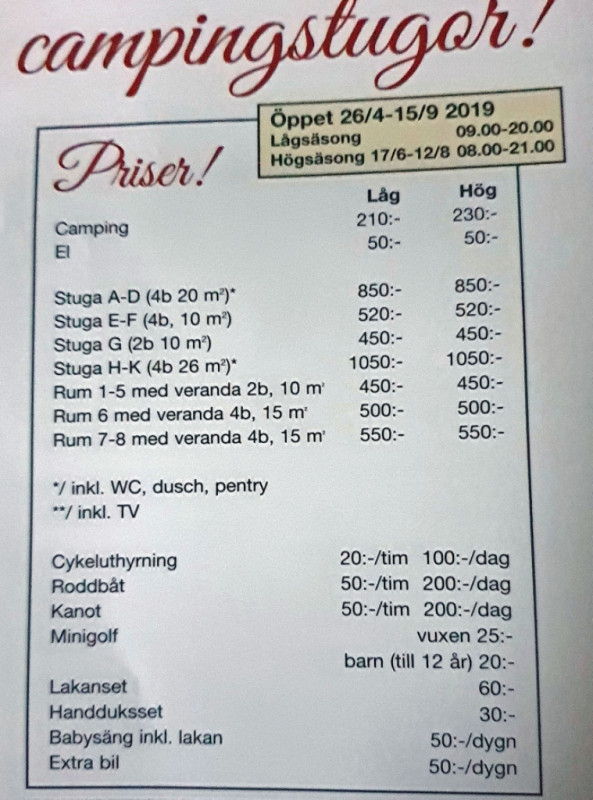 campingstugor!
Öppet 26/4-15/9 2019
Lågsäsong 09.00-20.00
Högsäsong 17/6-12/8 08.00-21.00
Priser!
Låg Hög
Camping 210:- 230:-
El 50:- 50:-
Stuga A-D (4b 20 m²)* 850:- 850:-
Stuga E-F (4b, 10 m²) 520:- 520:-
Stuga G (2b 10 m²) 450:- 450:-
Stuga H-K (4b 26 m²)* 1050:- 1050:-
Rum 1-5 med veranda 2b, 10 m² 450:- 450:-
Rum 6 med veranda 4b, 15 m² 500:- 500:-
Rum 7-8 med veranda 4b, 15 m² 550:- 550:-
*/ inkl. WC, dusch, pentry
**/ inkl. TV
Cykeluthyrning 20:-/tim 100:-/dag
Roddbåt 50:-/tim 200:-/dag
Kanot 50:-/tim 200:-/dag
Minigolf vuxen 25:-
barn (till 12 år) 20:-
Lakanset 60:-
Handduksset 30:-
Babysäng inkl. lakan 50:-/dygn
Extra bil 50:-/dygn